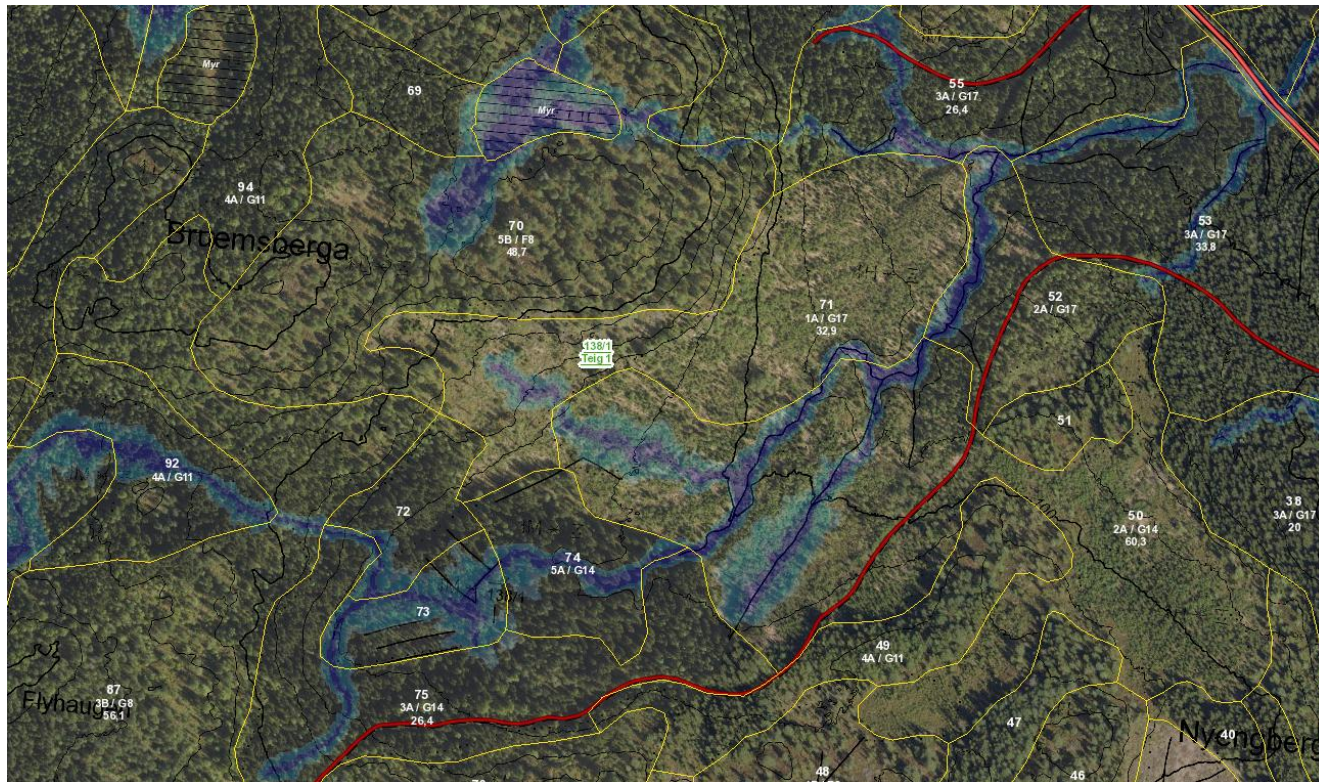 Myr
69
Myr
55
3A / G17
26,4
94
4A / G11
Bruemsberga
70
5B / F8
48,7
53
3A / G17
33,8
71
1A / G17
32,9
52
2A / G17
138/1
Teig 1
51
92
4A / G11
72
38
3A / G17
20
50
2A / G14
60,3
74
5A / G14
73
49
4A / G11
87
3B / G8
56,1
75
3A / G14
26,4
47
40
48
46